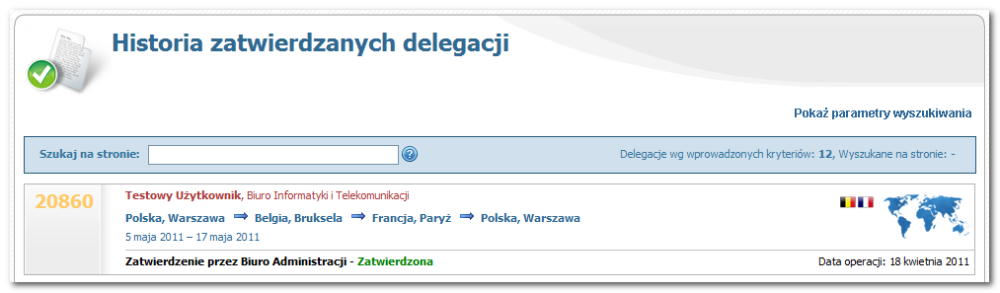 Historia zatwierdzanych delegacji
Pokaż parametry wyszukiwania
Szukaj na stronie: ? Delegacje wg wprowadzonych kryteriów: 12, Wyszukane na stronie: -
20860
Testowy Użytkownik, Biuro Informatyki i Telekomunikacji
Polska, Warszawa Belgia, Bruksela Francja, Paryż Polska, Warszawa
5 maja 2011 – 17 maja 2011
Zatwierdzenie przez Biuro Administracji - Zatwierdzona Data operacji: 18 kwietnia 2011